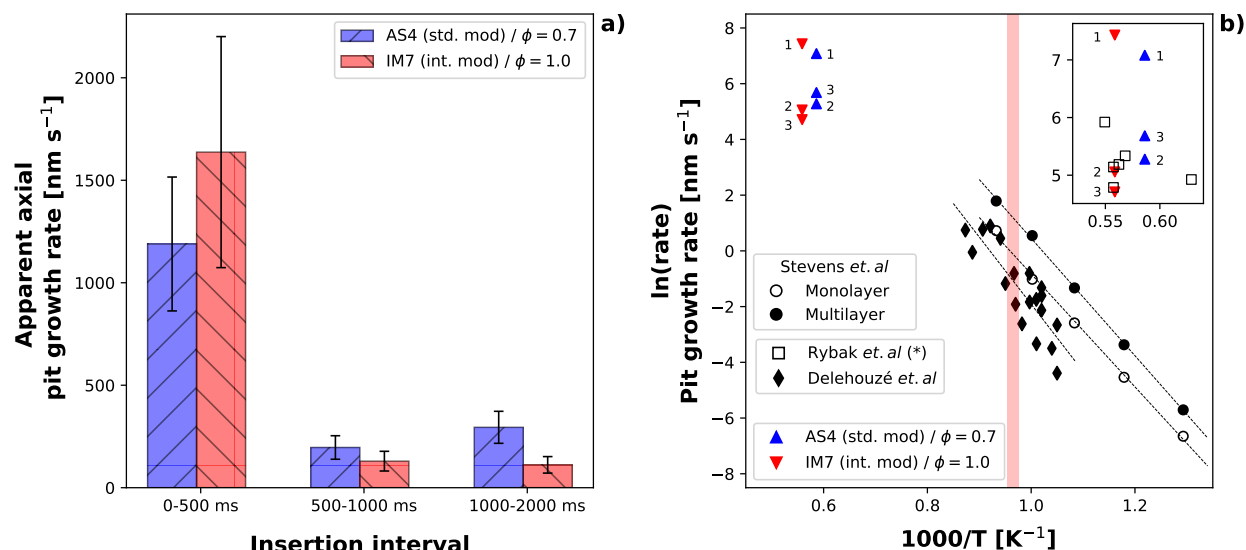 a)
AS4 (std. mod) / ϕ = 0.7
IM7 (int. mod) / ϕ = 1.0
Apparent axial
pit growth rate [nm s⁻¹]
2000
1500
1000
500
0
0-500 ms
500-1000 ms
1000-2000 ms
Insertion interval
b)
ln(rate)
Pit growth rate [nm s⁻¹]
8
6
4
2
0
−2
−4
−6
−8
1
1
3
2
2
3
7
6
5
1
1
3
2
2
3
0.55
0.60
Stevens et. al
Monolayer
Multilayer
Rybak et. al (*)
Delehouzé et. al
AS4 (std. mod) / ϕ = 0.7
IM7 (int. mod) / ϕ = 1.0
0.6
0.8
1.0
1.2
1000/T [K⁻¹]